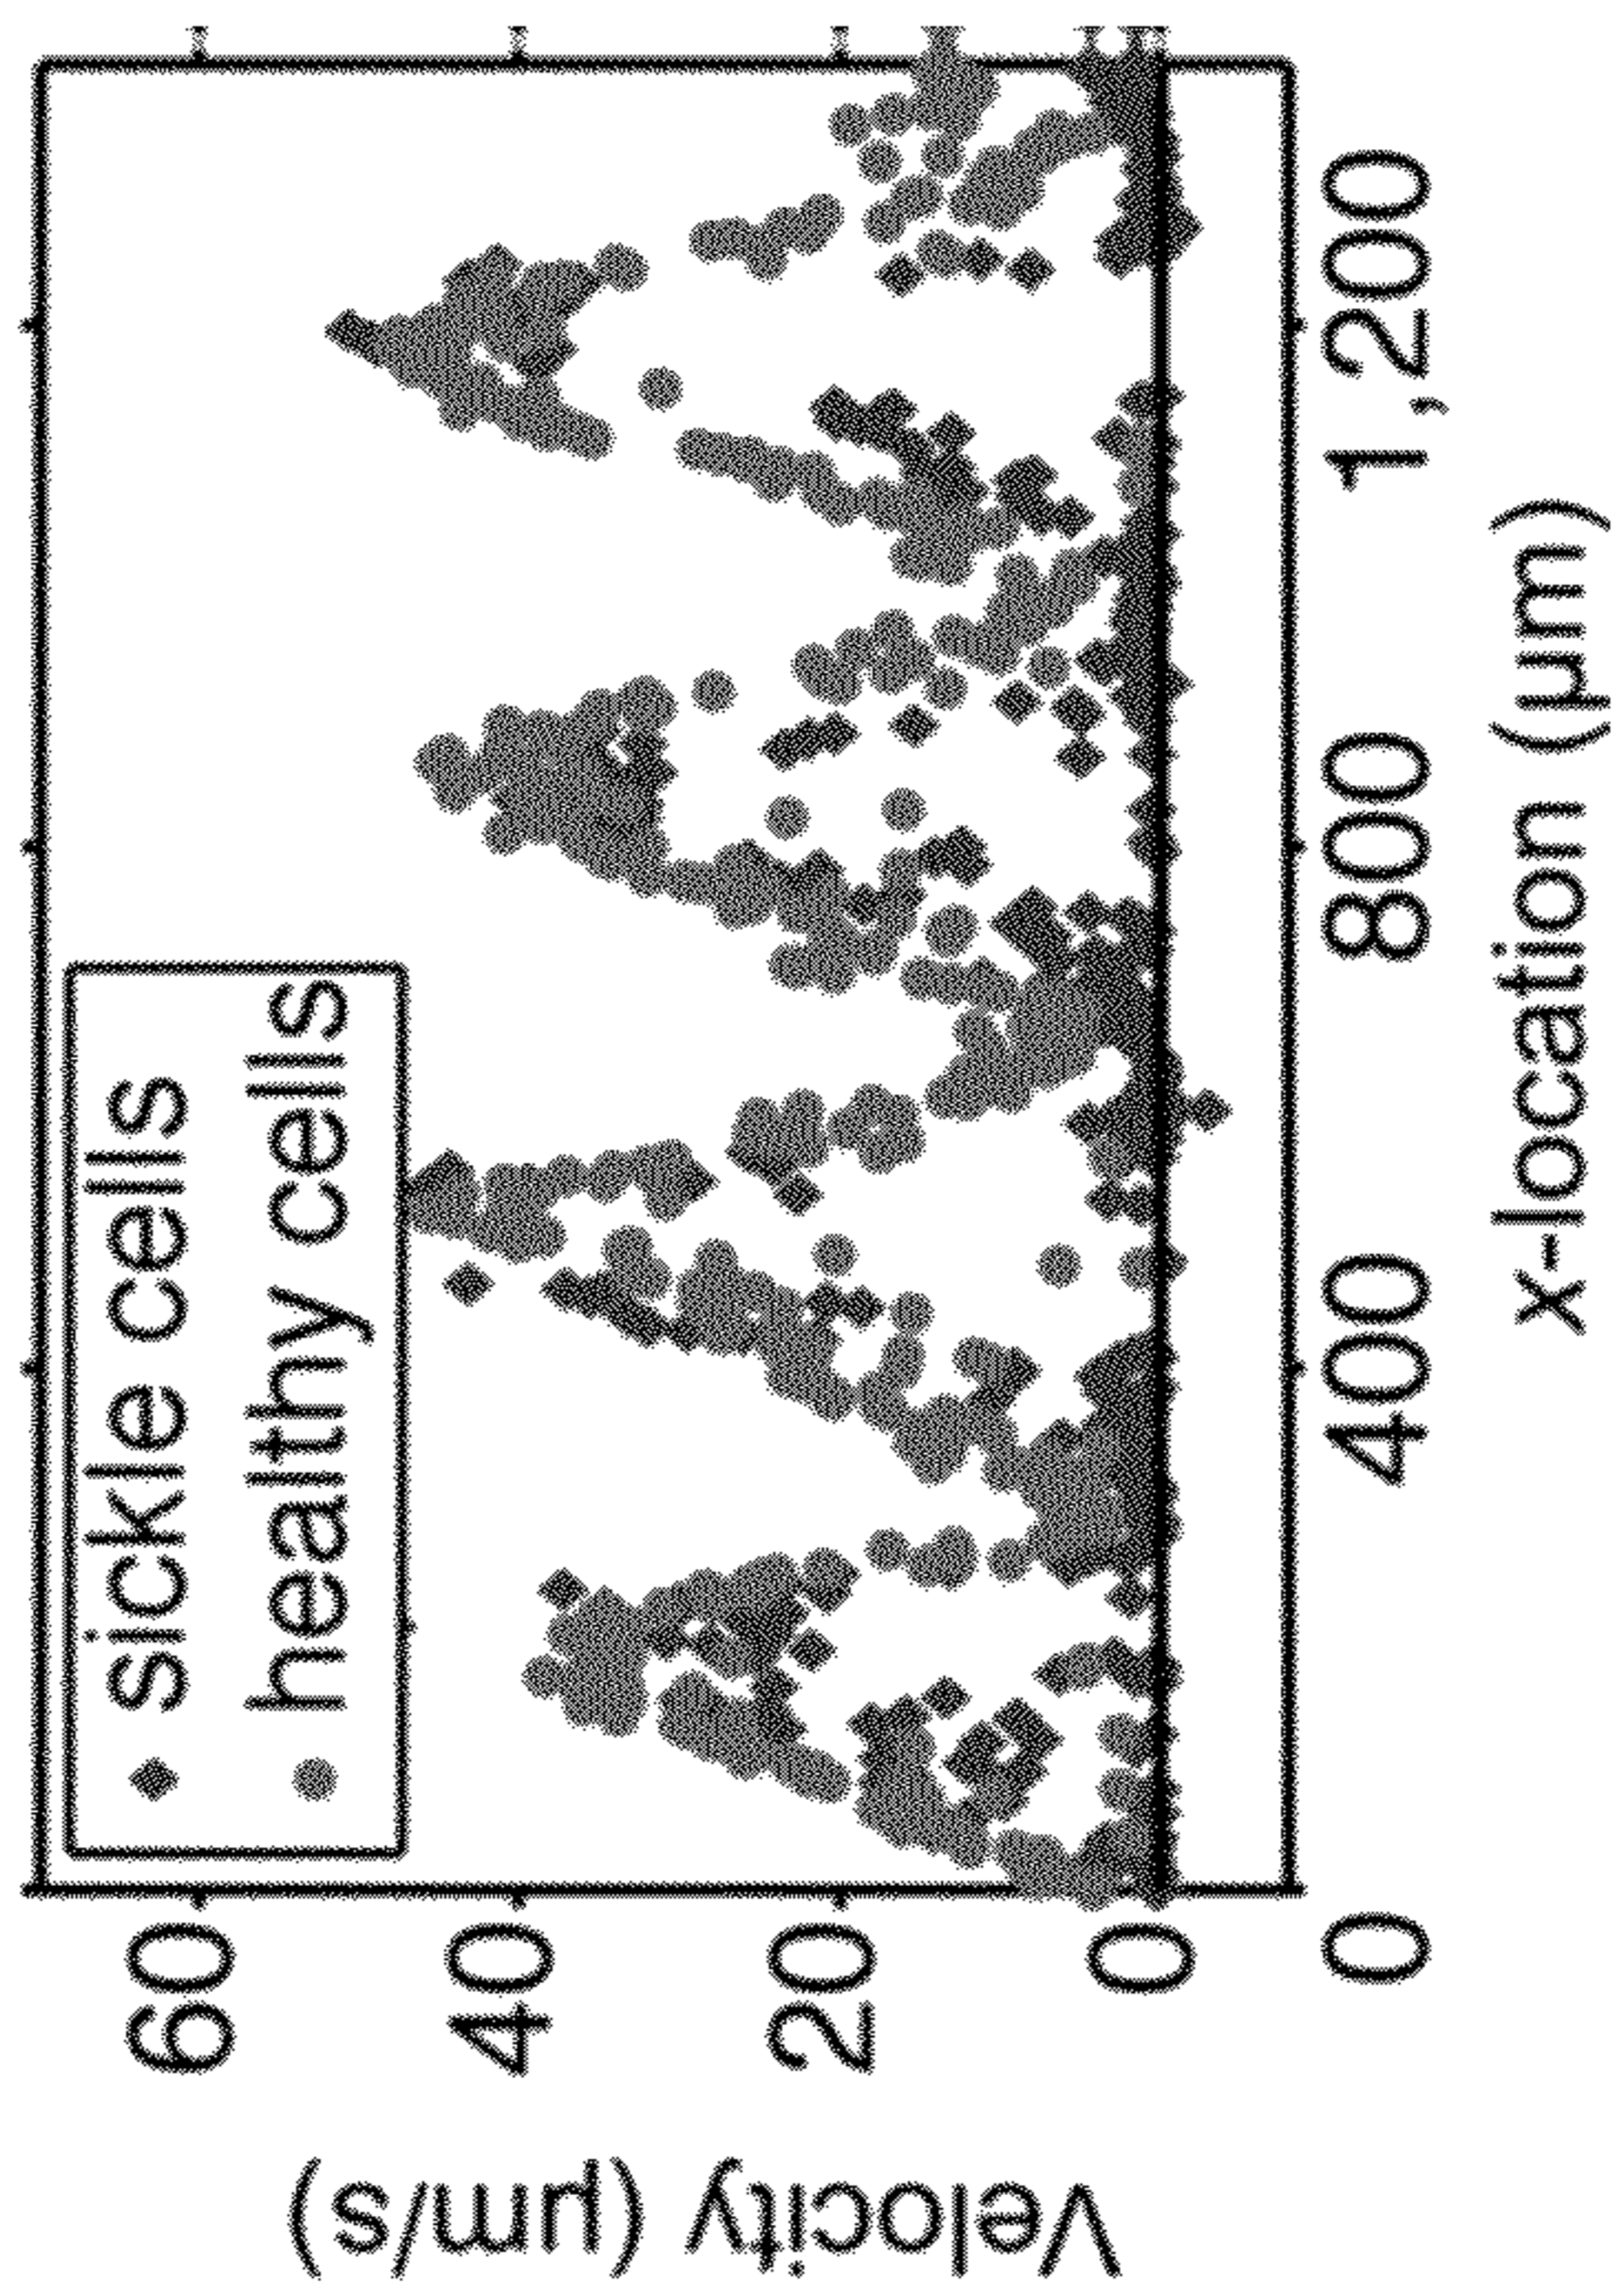 sickle cells
healthy cells
60
40
20
0
Velocity (μm/s)
0
400
800
1,200
x-location (μm)